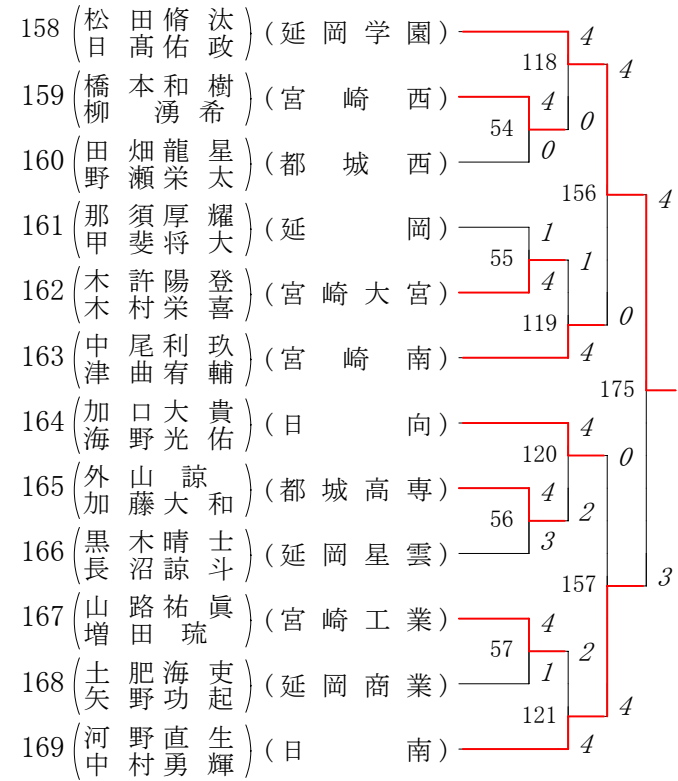 158 (松田脩汰 日髙佑政) (延岡学園) 4
118 4
159 (橋本和樹 柳湧希) (宮崎西) 4 0
54
160 (田畑龍星 野瀬栄太) (都城西) 0
156 4
161 (那須厚耀 甲斐将大) (延岡) 1
55 1
162 (木許陽登 木村栄喜) (宮崎大宮) 4
119 0
163 (中尾利玖 津曲宥輔) (宮崎南) 4
175
164 (加口大貴 海野光佑) (日向) 4
120 0
165 (外山諒 加藤大和) (都城高専) 4 2
56
166 (黒木晴士 長沼諒斗) (延岡星雲) 3
157 3
167 (山路祐眞 増田琉) (宮崎工業) 4
57 2
168 (土肥海吏 矢野功起) (延岡商業) 1
121 4
169 (河野直生 中村勇輝) (日南) 4